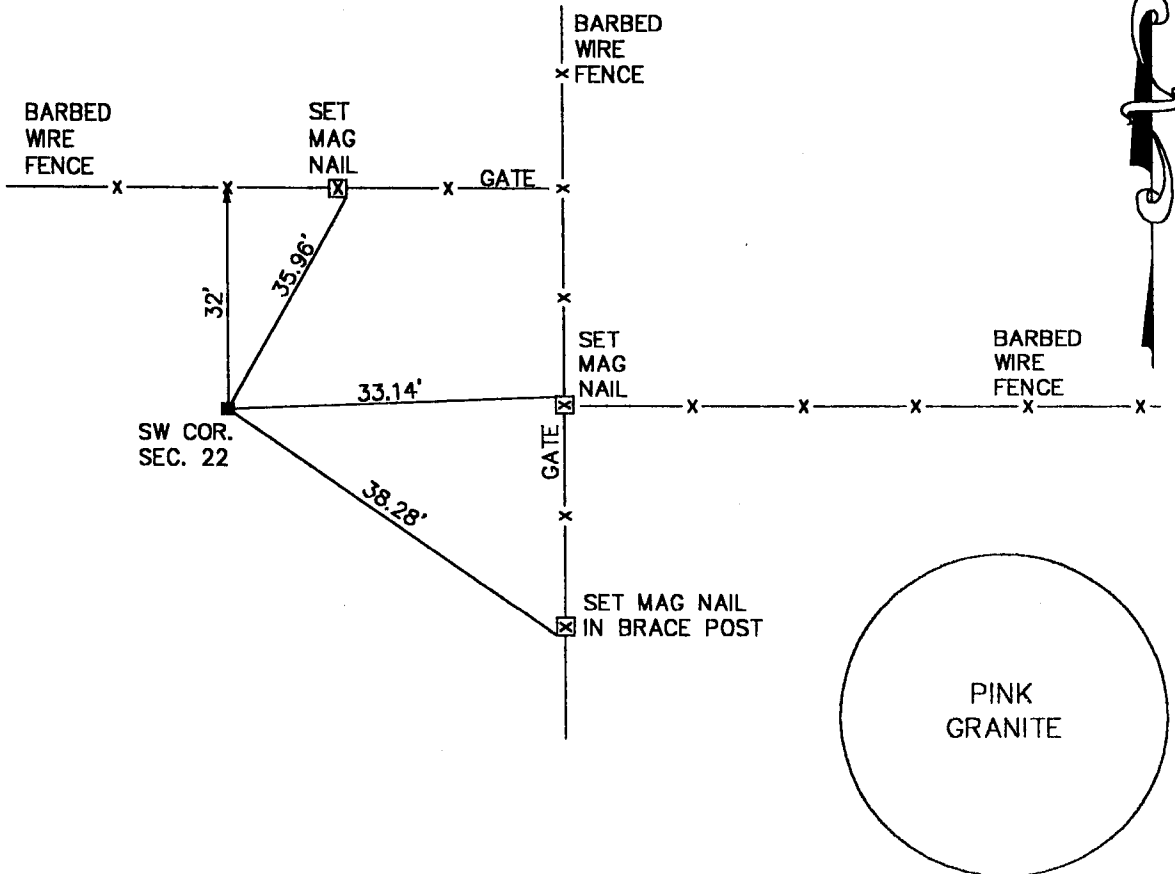 BARBED
WIRE
FENCE
BARBED
WIRE
FENCE
SET
MAG
NAIL
GATE
35.96'
32'
SET
MAG
NAIL
BARBED
WIRE
FENCE
33.14'
SW COR.
SEC. 22
GATE
38.28'
SET MAG NAIL
IN BRACE POST
PINK
GRANITE